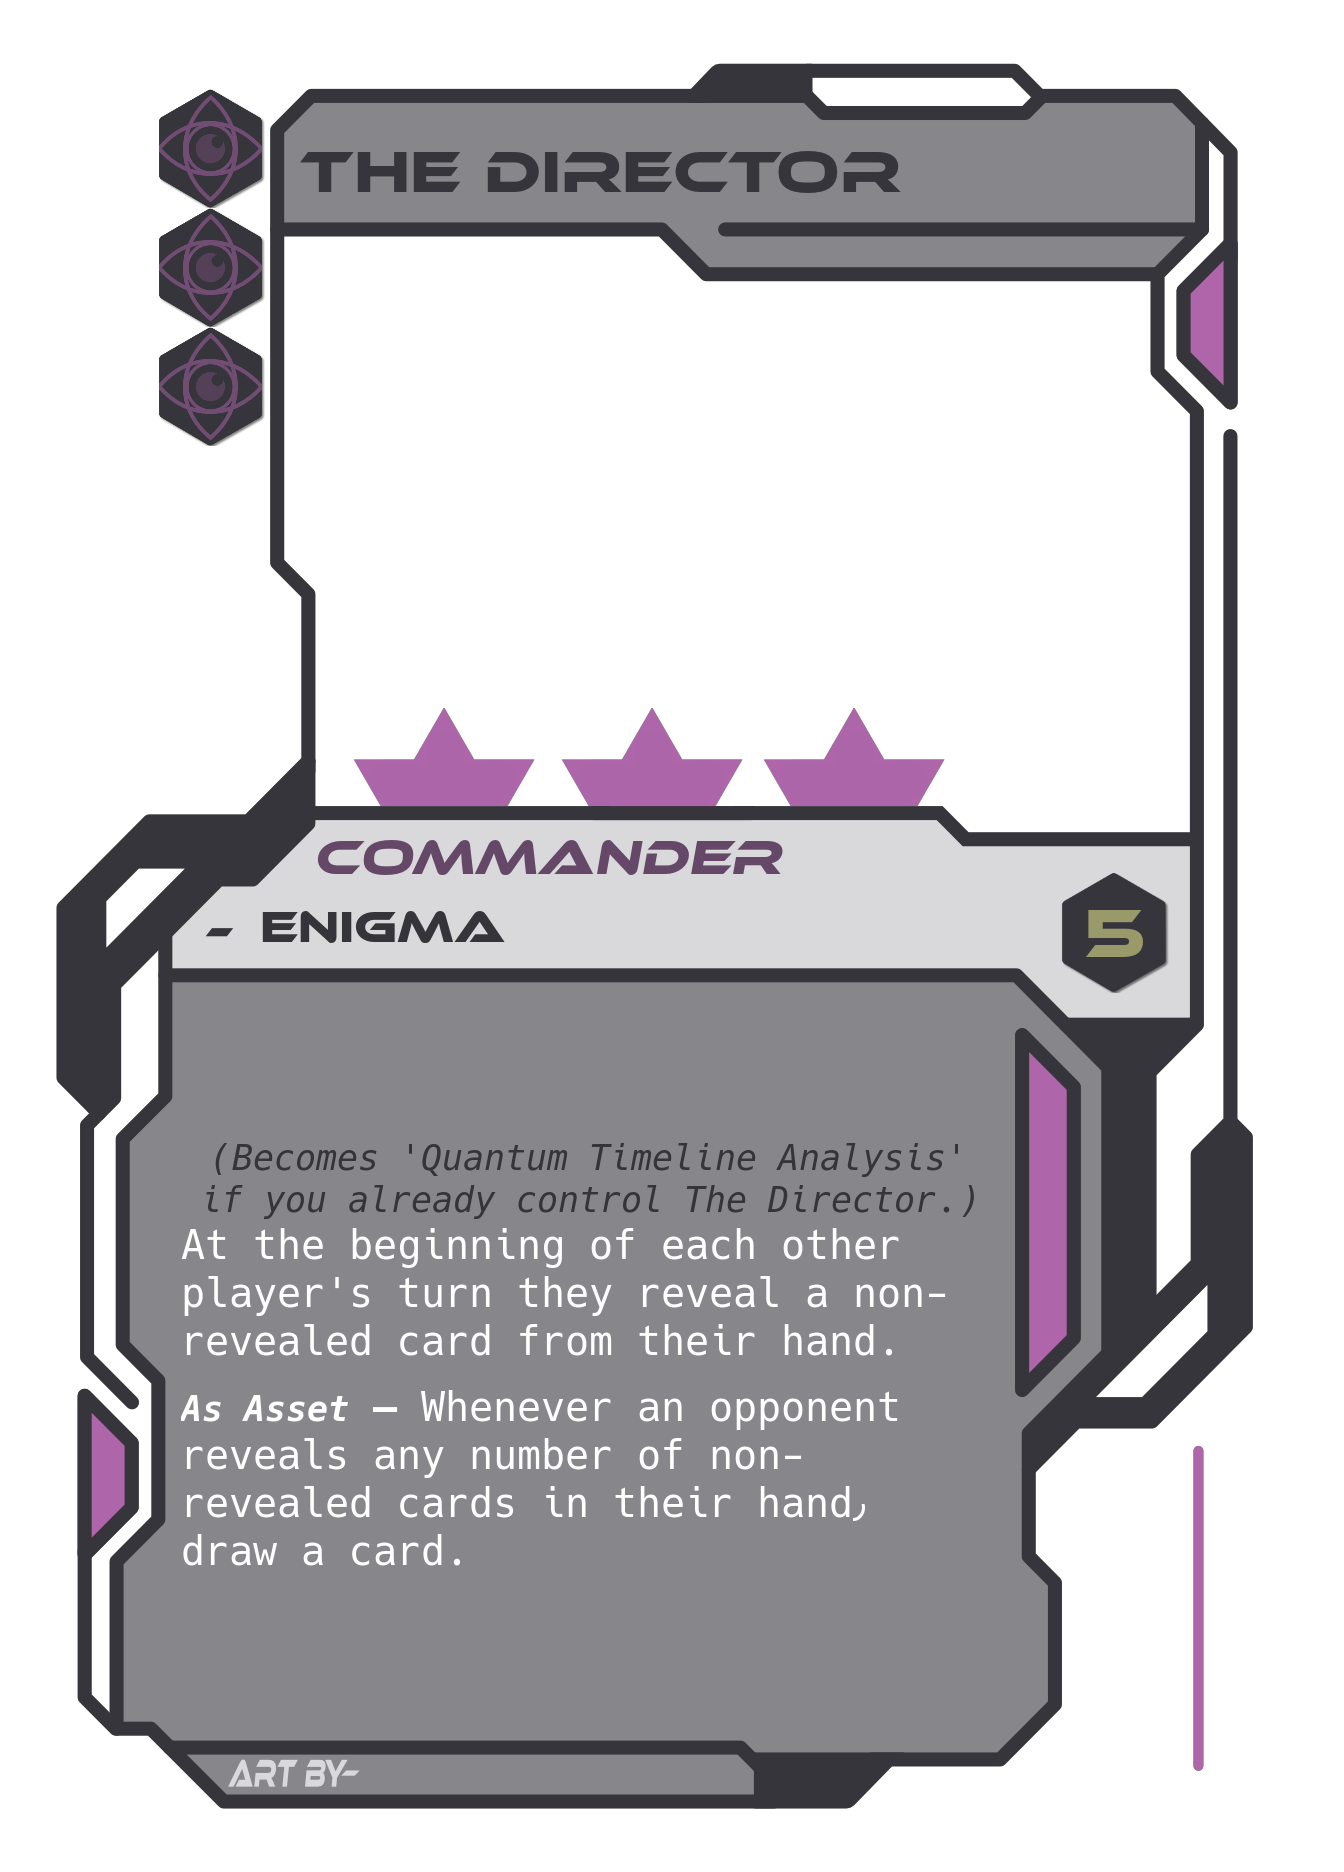 THE DIRECTOR
COMMANDER
- ENIGMA
5
(Becomes 'Quantum Timeline Analysis'
if you already control The Director.)
At the beginning of each other
player's turn they reveal a non-
revealed card from their hand.
As Asset — Whenever an opponent
reveals any number of non-
revealed cards in their hand,
draw a card.
ART BY-